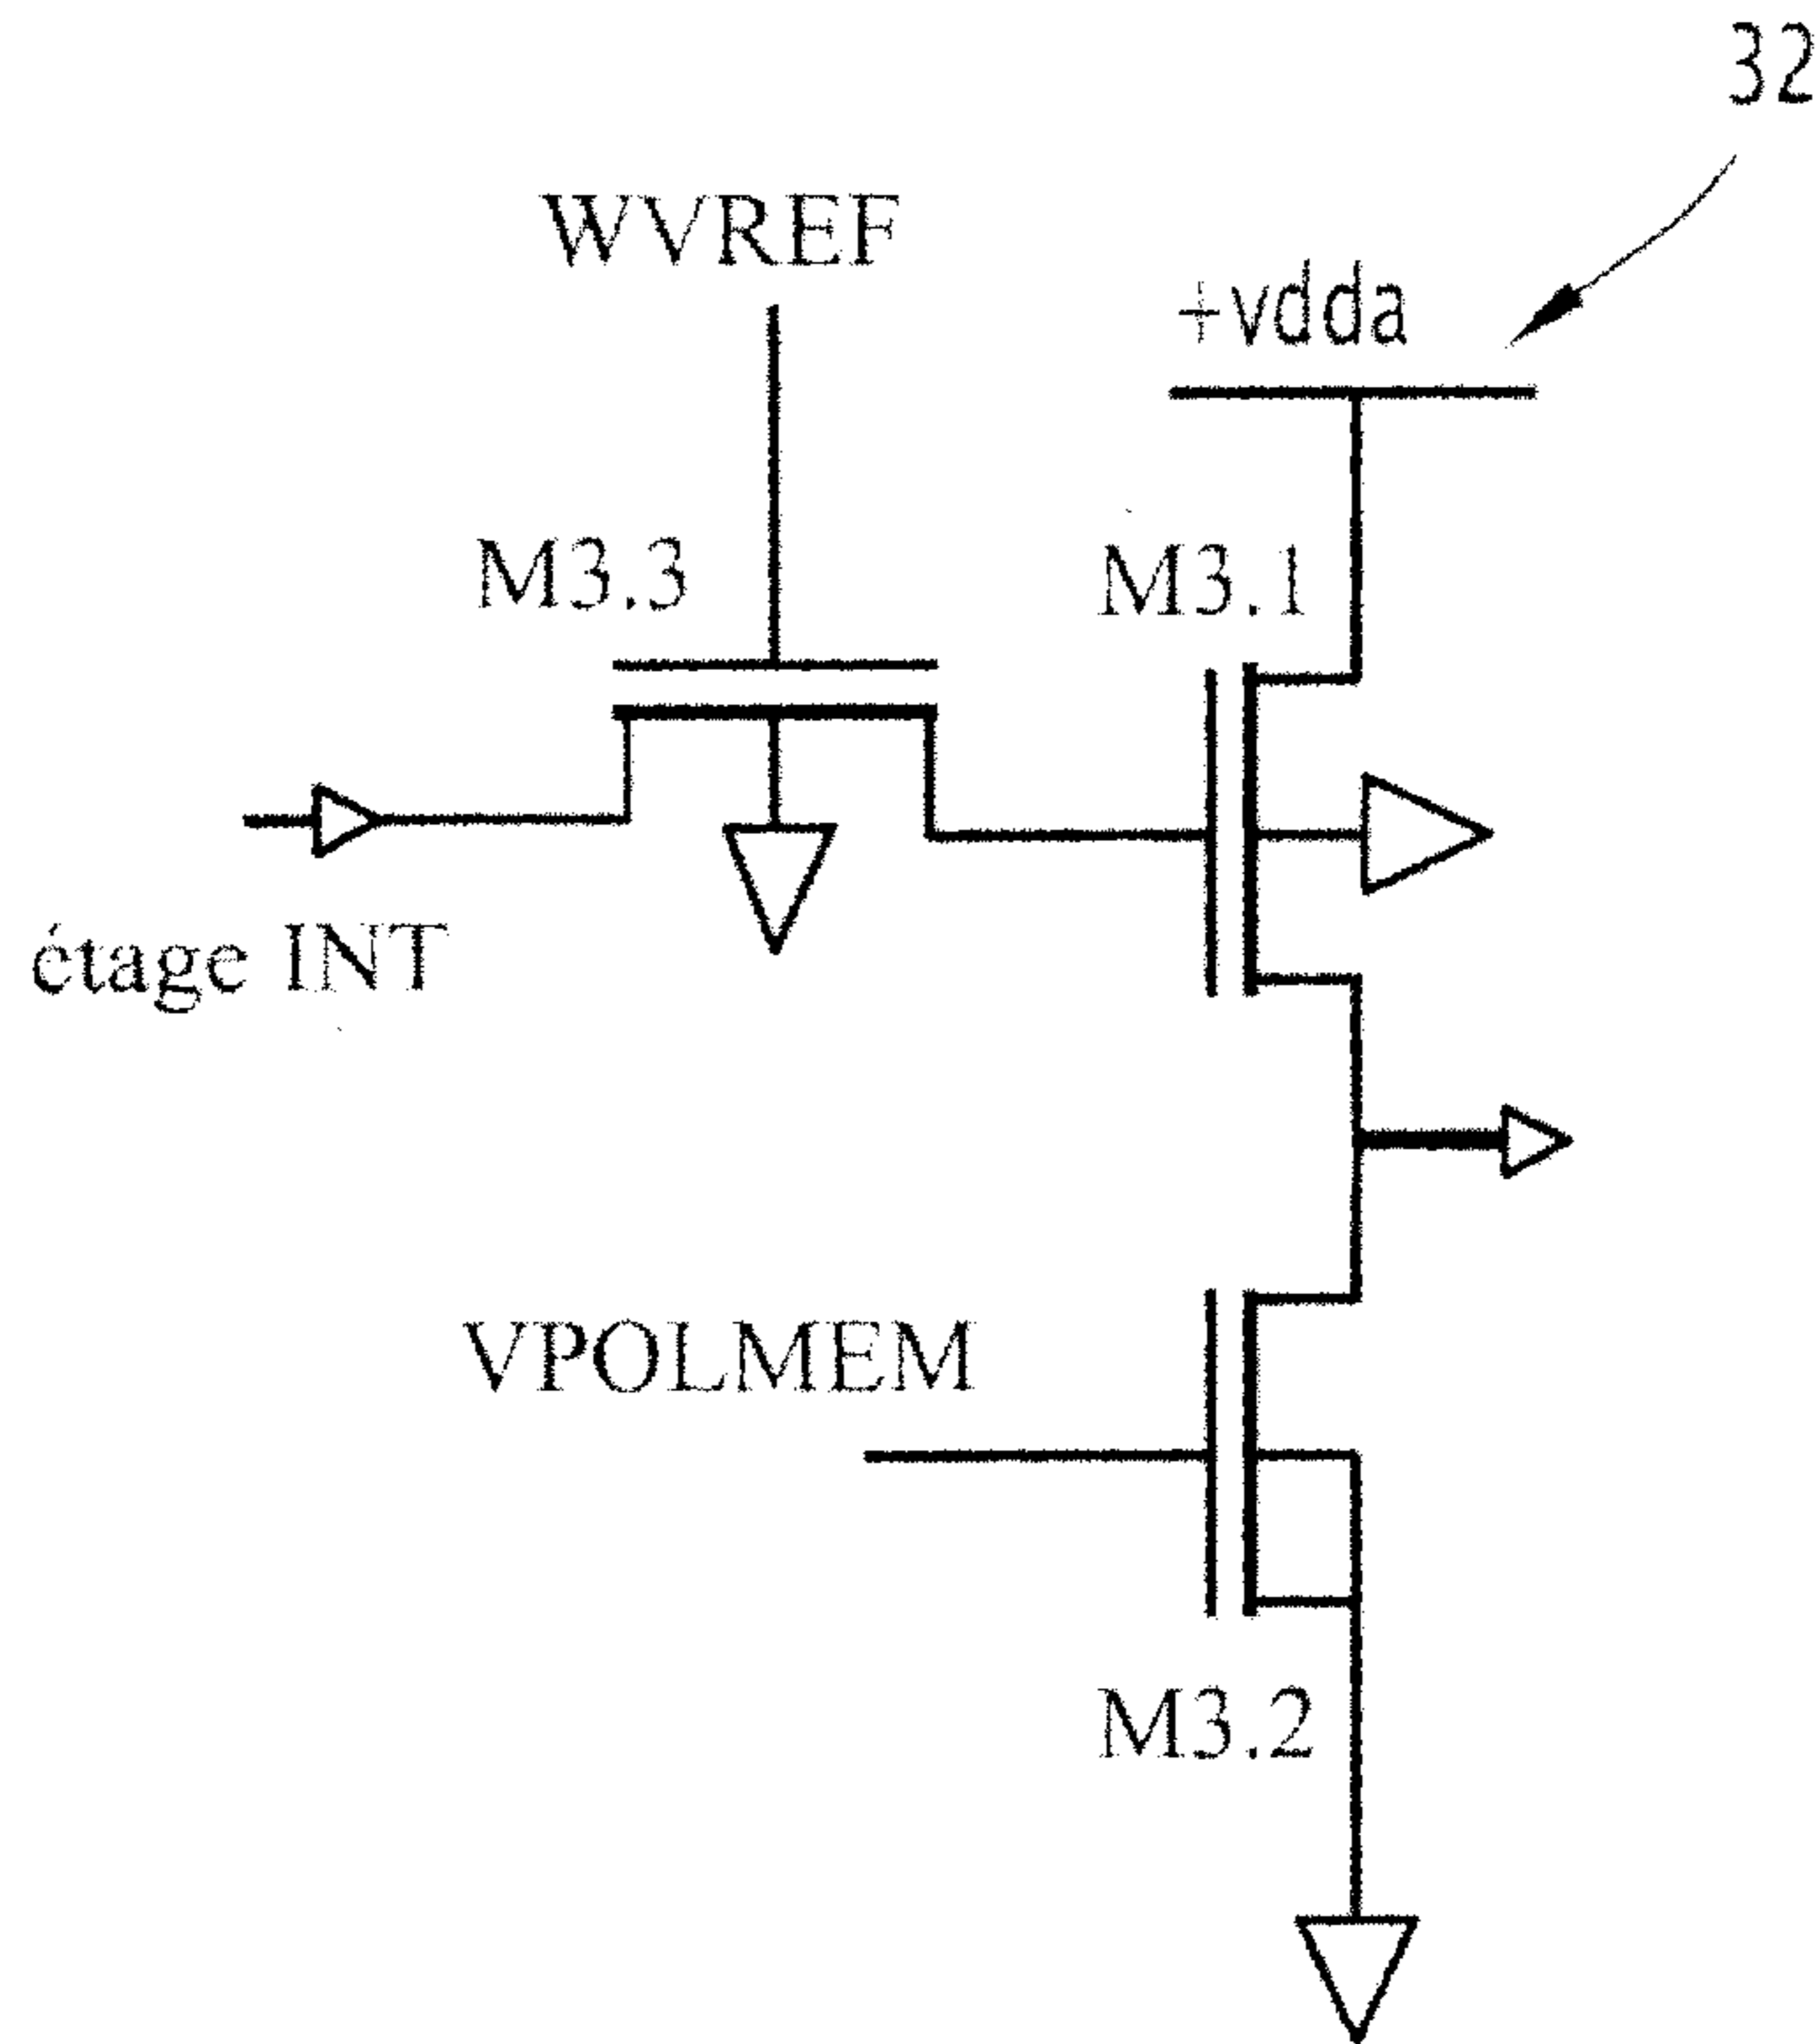 32
WVREF
+vdda
M3.3
M3.1
étage INT
VPOLMEM
M3.2